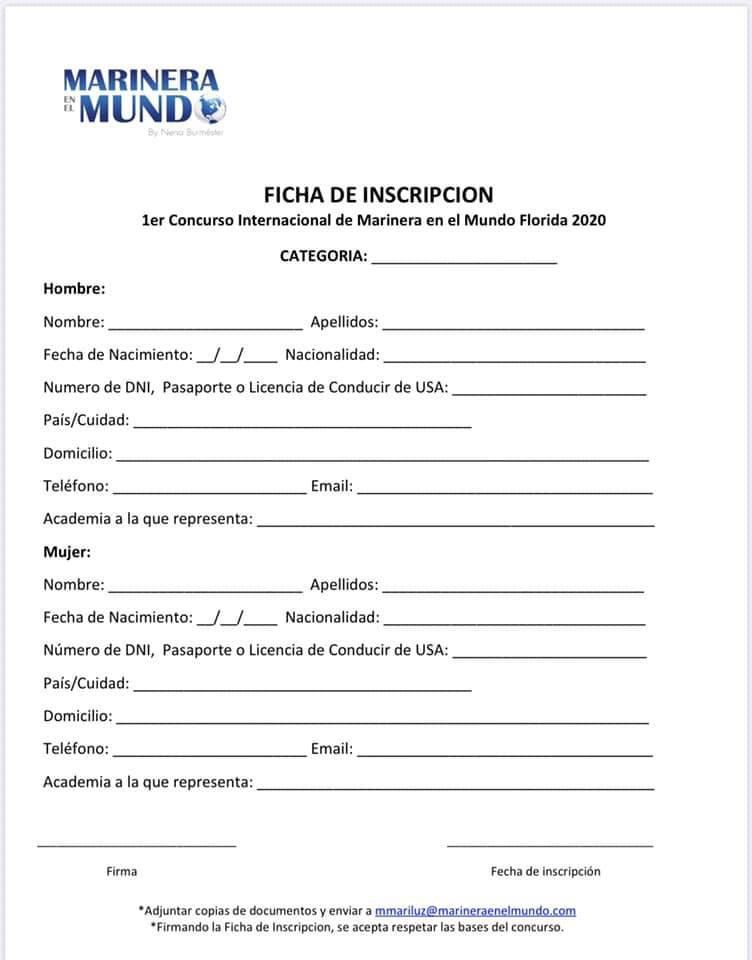 MARINERA
EN EL MUNDO
By Nena Burméster
FICHA DE INSCRIPCION
1er Concurso Internacional de Marinera en el Mundo Florida 2020
CATEGORIA: ______________________
Hombre:
Nombre: _______________________ Apellidos: _______________________________
Fecha de Nacimiento: __/__/____ Nacionalidad: _______________________________
Numero de DNI, Pasaporte o Licencia de Conducir de USA: _______________________
País/Cuidad: ________________________________________
Domicilio: _______________________________________________________________
Teléfono: _______________________ Email: ___________________________________
Academia a la que representa: _______________________________________________
Mujer:
Nombre: _______________________ Apellidos: _______________________________
Fecha de Nacimiento: __/__/____ Nacionalidad: _______________________________
Número de DNI, Pasaporte o Licencia de Conducir de USA: _______________________
País/Cuidad: ________________________________________
Domicilio: _______________________________________________________________
Teléfono: _______________________ Email: ___________________________________
Academia a la que representa: _______________________________________________
Firma Fecha de inscripción
*Adjuntar copias de documentos y enviar a mmariluz@marineraenelmundo.com
*Firmando la Ficha de Inscripcion, se acepta respetar las bases del concurso.